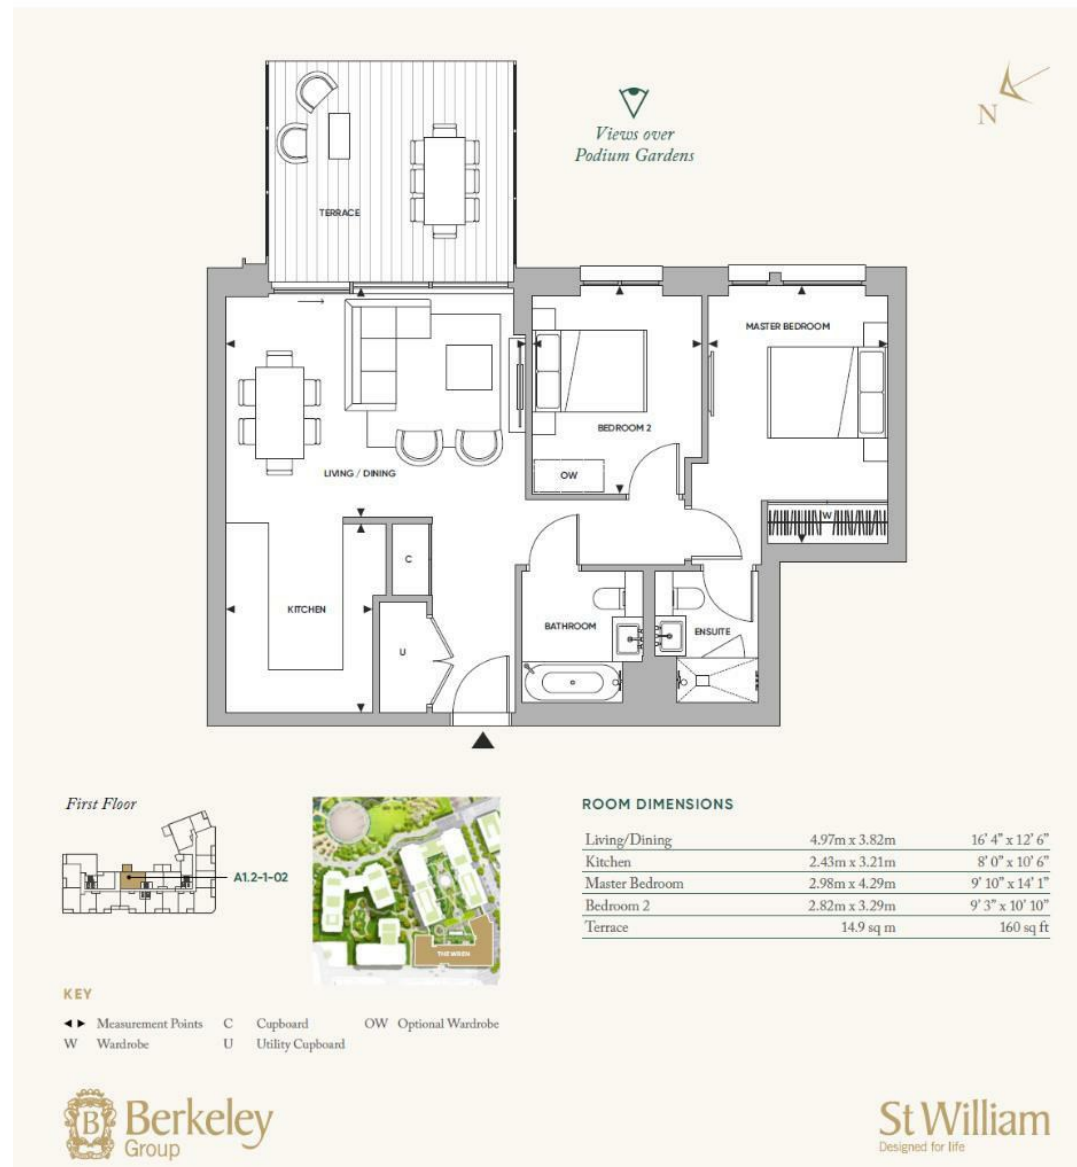 Views over
Podium Gardens
N
TERRACE
MASTER BEDROOM
BEDROOM 2
OW
LIVING / DINING
W
C
KITCHEN
BATHROOM
ENSUITE
U
First Floor
A1.2-1-02
THE WREN
ROOM DIMENSIONS
Living/Dining 4.97m x 3.82m 16' 4" x 12' 6"
Kitchen 2.43m x 3.21m 8' 0" x 10' 6"
Master Bedroom 2.98m x 4.29m 9' 10" x 14' 1"
Bedroom 2 2.82m x 3.29m 9' 3" x 10' 10"
Terrace 14.9 sq m 160 sq ft
KEY
◄► Measurement Points C Cupboard OW Optional Wardrobe
W Wardrobe U Utility Cupboard
B
Berkeley
Group
St William
Designed for life